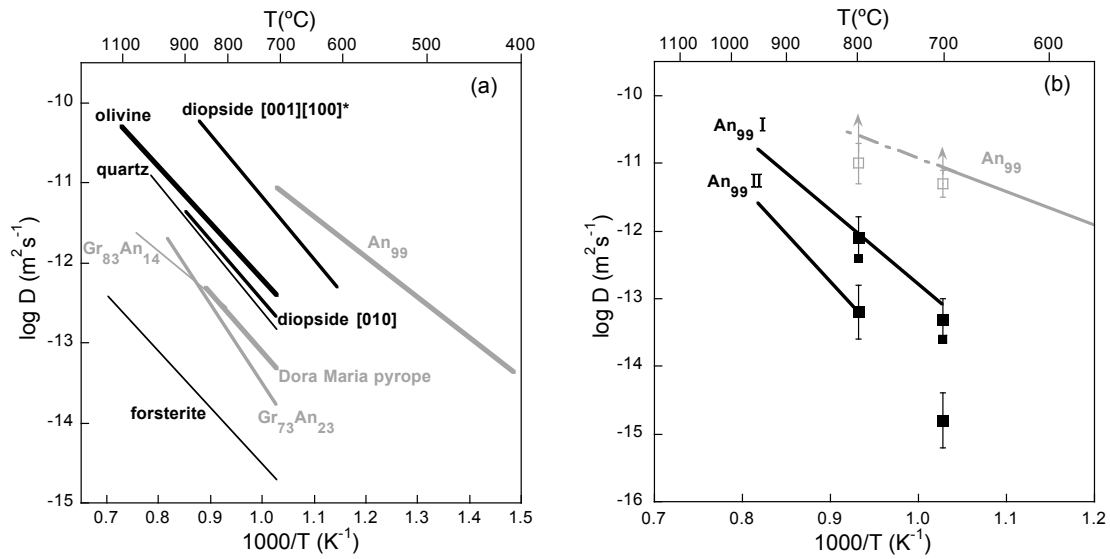 T(ºC)
1100 900 800 700 600 500 400
(a)
-10
-11
-12
-13
-14
-15
log D (m²s⁻¹)
olivine
diopside [001][100]*
quartz
An₉₉
Gr₈₃An₁₄
diopside [010]
Dora Maria pyrope
Gr₇₃An₂₃
forsterite
0.7 0.8 0.9 1.0 1.1 1.2 1.3 1.4 1.5
1000/T (K⁻¹)
T(ºC)
1100 1000 900 800 700 600
(b)
-10
-11
-12
-13
-14
-15
-16
log D (m²s⁻¹)
An₉₉ I
An₉₉ II
An₉₉
0.7 0.8 0.9 1.0 1.1 1.2
1000/T (K⁻¹)